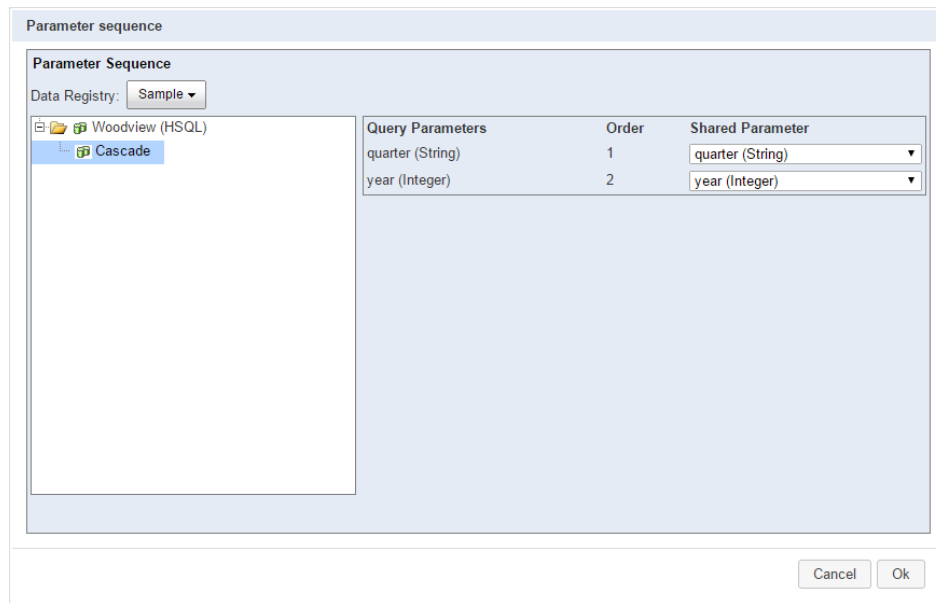 Parameter sequence
Parameter Sequence
Data Registry: Sample
Woodview (HSQL)
Cascade
Query Parameters Order Shared Parameter
quarter (String) 1 quarter (String)
year (Integer) 2 year (Integer)
Cancel Ok